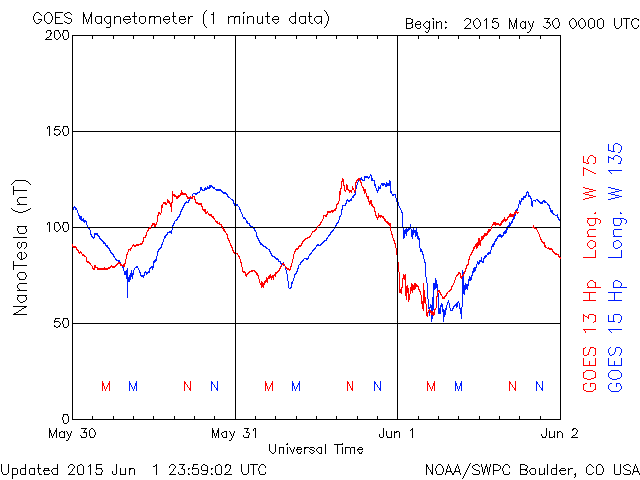 GOES Magnetometer (1 minute data)
Begin: 2015 May 30 0000 UTC
200
150
100
50
0
NanoTesla (nT)
M M N N M M N N M M N N
May 30 May 31 Jun 1 Jun 2
Universal Time
GOES 13 Hp Long. W 75
GOES 15 Hp Long. W 135
Updated 2015 Jun 1 23:59:02 UTC
NOAA/SWPC Boulder, CO USA